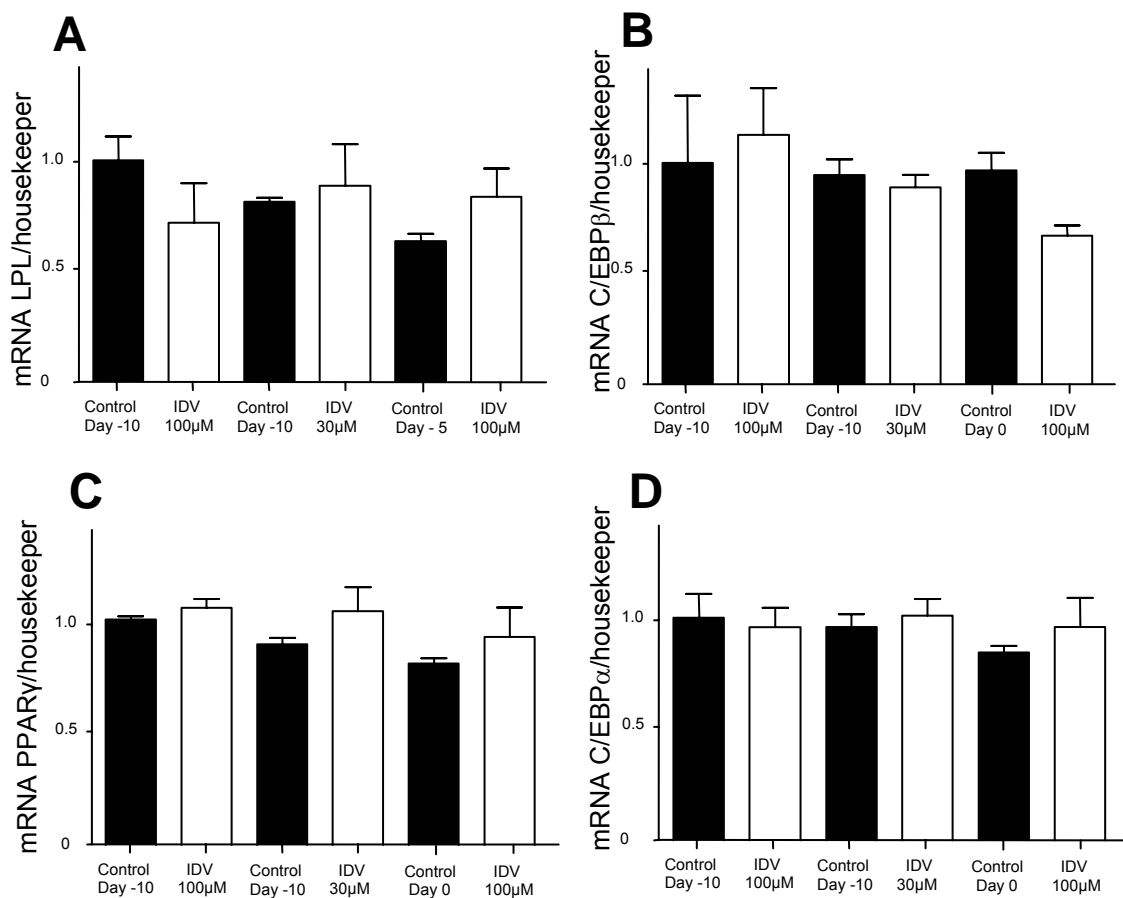 A
mRNA LPL/housekeeper
1.0
0.5
0
Control
Day -10
IDV
100µM
Control
Day -10
IDV
30µM
Control
Day - 5
IDV
100µM
B
mRNA C/EBPβ/housekeeper
1.0
0.5
0
Control
Day -10
IDV
100µM
Control
Day -10
IDV
30µM
Control
Day 0
IDV
100µM
C
mRNA PPARγ/housekeeper
1.0
0.5
0
Control
Day -10
IDV
100µM
Control
Day -10
IDV
30µM
Control
Day 0
IDV
100µM
D
mRNA C/EBPα/housekeeper
1.0
0.5
0
Control
Day -10
IDV
100µM
Control
Day -10
IDV
30µM
Control
Day 0
IDV
100µM